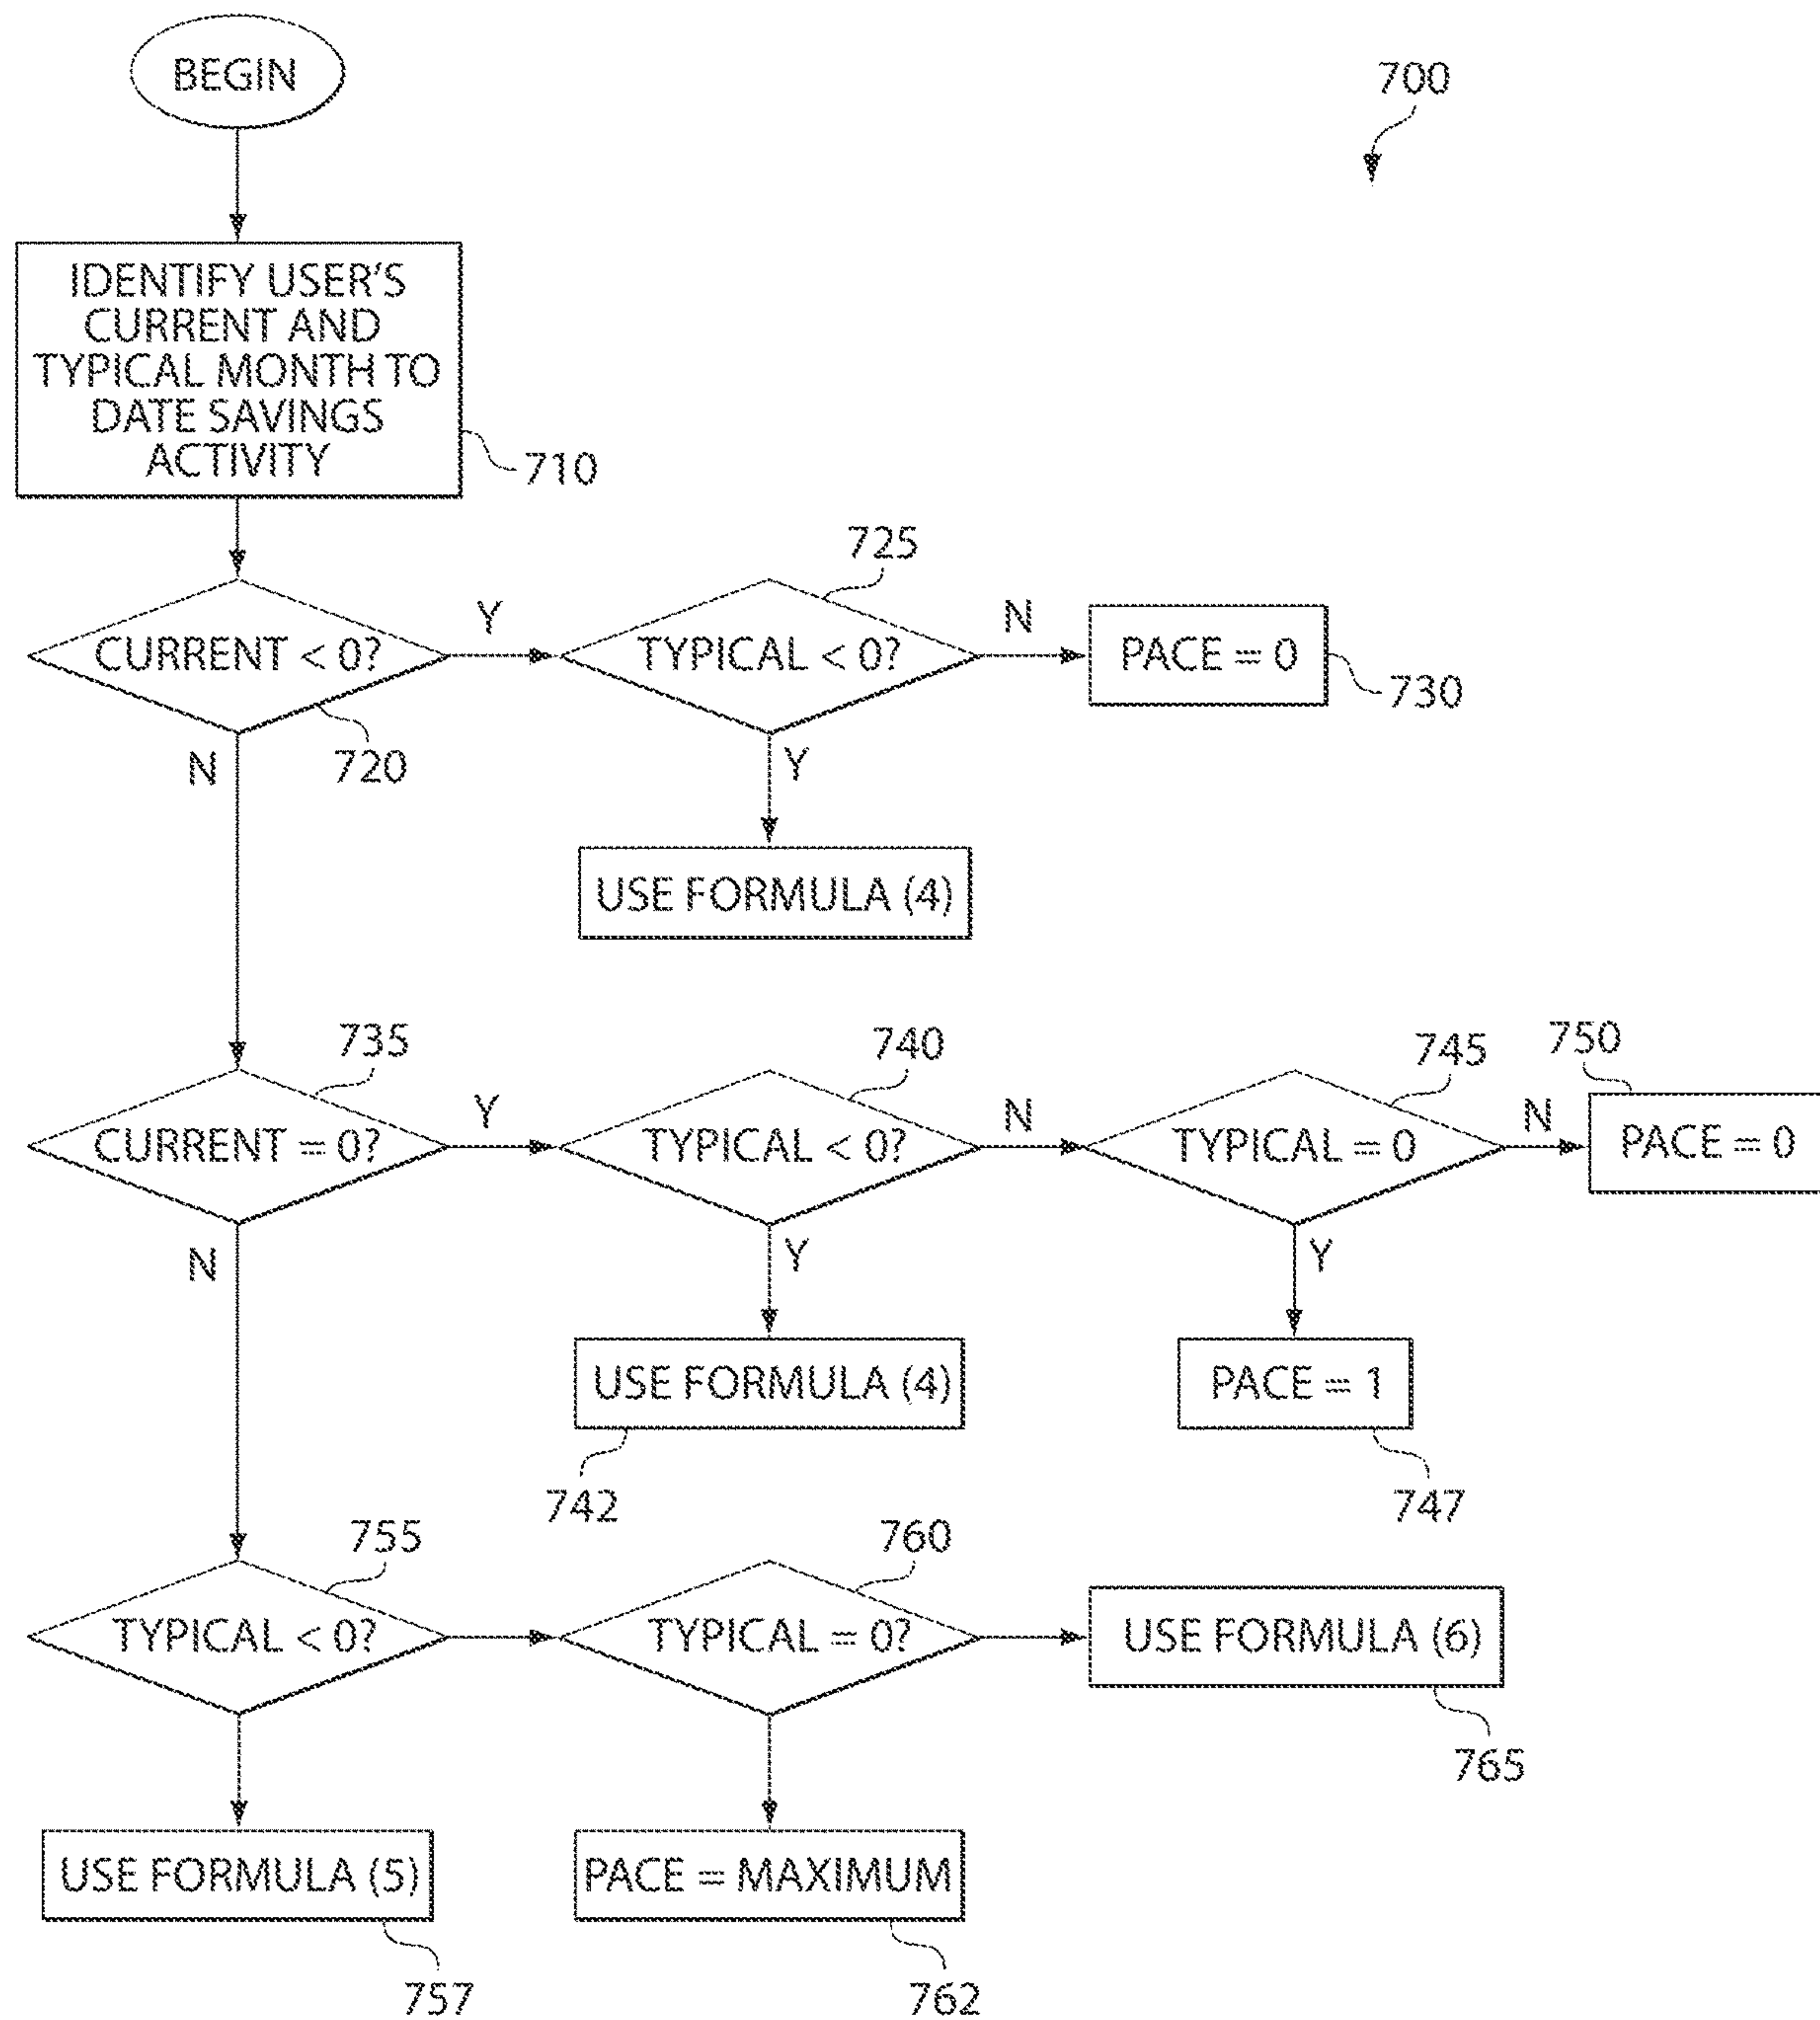 BEGIN
700
IDENTIFY USER'S
CURRENT AND
TYPICAL MONTH TO
DATE SAVINGS
ACTIVITY
710
725
CURRENT < 0?
Y
TYPICAL < 0?
N
PACE = 0
730
N
720
Y
USE FORMULA (4)
735
740
745
750
CURRENT = 0?
Y
TYPICAL < 0?
N
TYPICAL = 0
N
PACE = 0
N
Y
Y
USE FORMULA (4)
PACE = 1
742
747
755
760
TYPICAL < 0?
TYPICAL = 0?
USE FORMULA (6)
765
USE FORMULA (5)
PACE = MAXIMUM
757
762